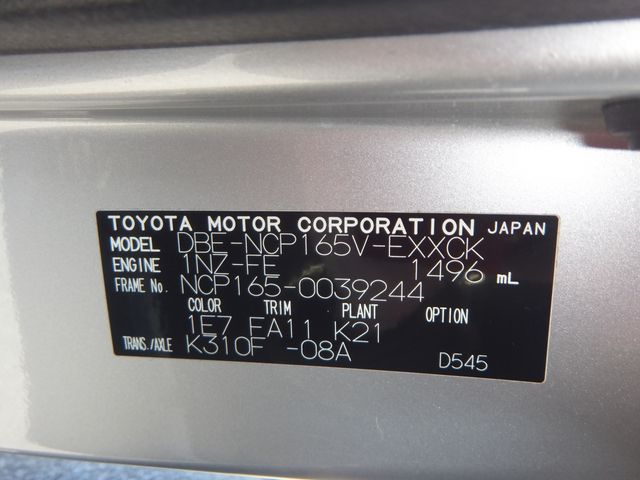 TOYOTA MOTOR CORPORATION JAPAN
MODEL DBE-NCP165V-EXXCK
ENGINE 1NZ-FE 1496 mL
FRAME No. NCP165-0039244
COLOR TRIM PLANT OPTION
1E7 EA11 K21
TRANS./AXLE K310F -08A
D545